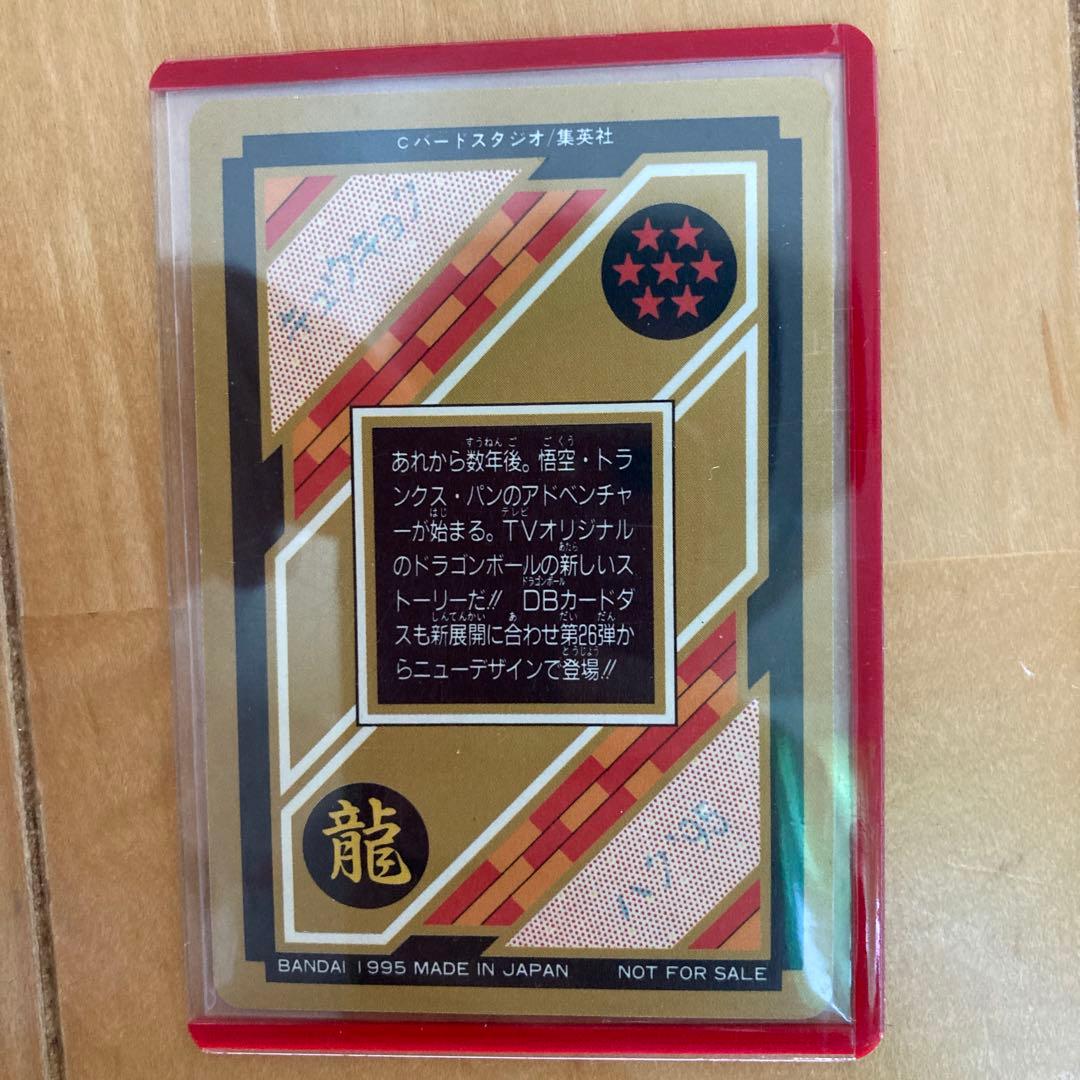 Cバードスタジオ/集英社
あれから数年後。悟空・トラ
ンクス・パンのアドベンチャ
ーが始まる。TVオリジナル
のドラゴンボールの新しいス
トーリーだ!! DBカードダ
スも新展開に合わせ第26弾か
らニューデザインで登場!!
龍
BANDAI 1995 MADE IN JAPAN NOT FOR SALE